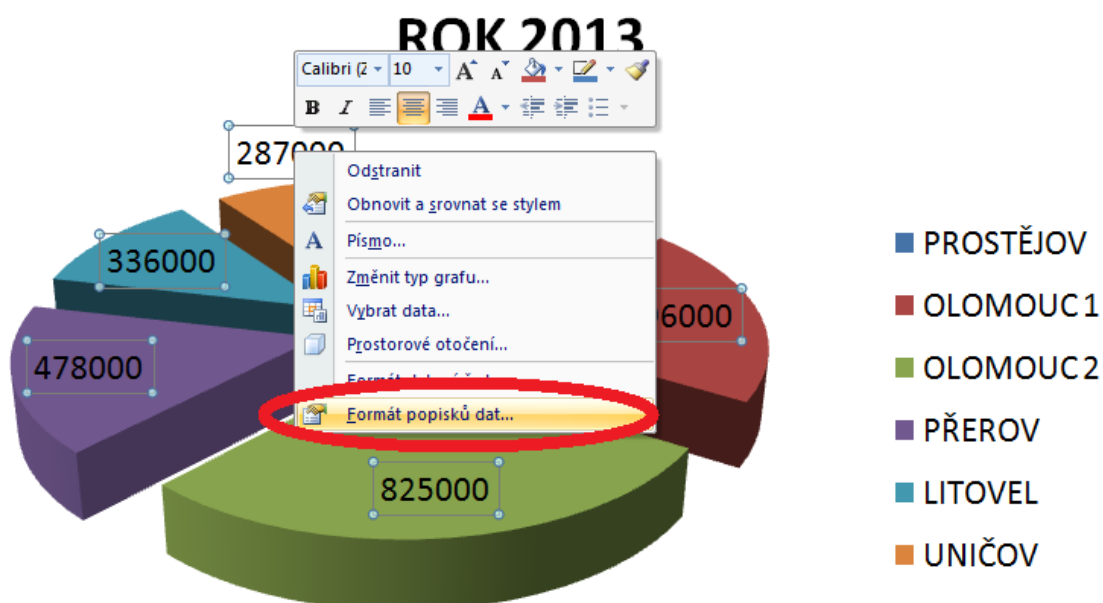 ROK 2013
Calibri (Z 10 A A
B I A
287000
Odstranit
Obnovit a srovnat se stylem
A Písmo...
Změnit typ grafu...
Vybrat data...
Prostorové otočení...
Formát popisků dat...
336000
478000
825000
PROSTĚJOV
OLOMOUC 1
OLOMOUC 2
PŘEROV
LITOVEL
UNIČOV